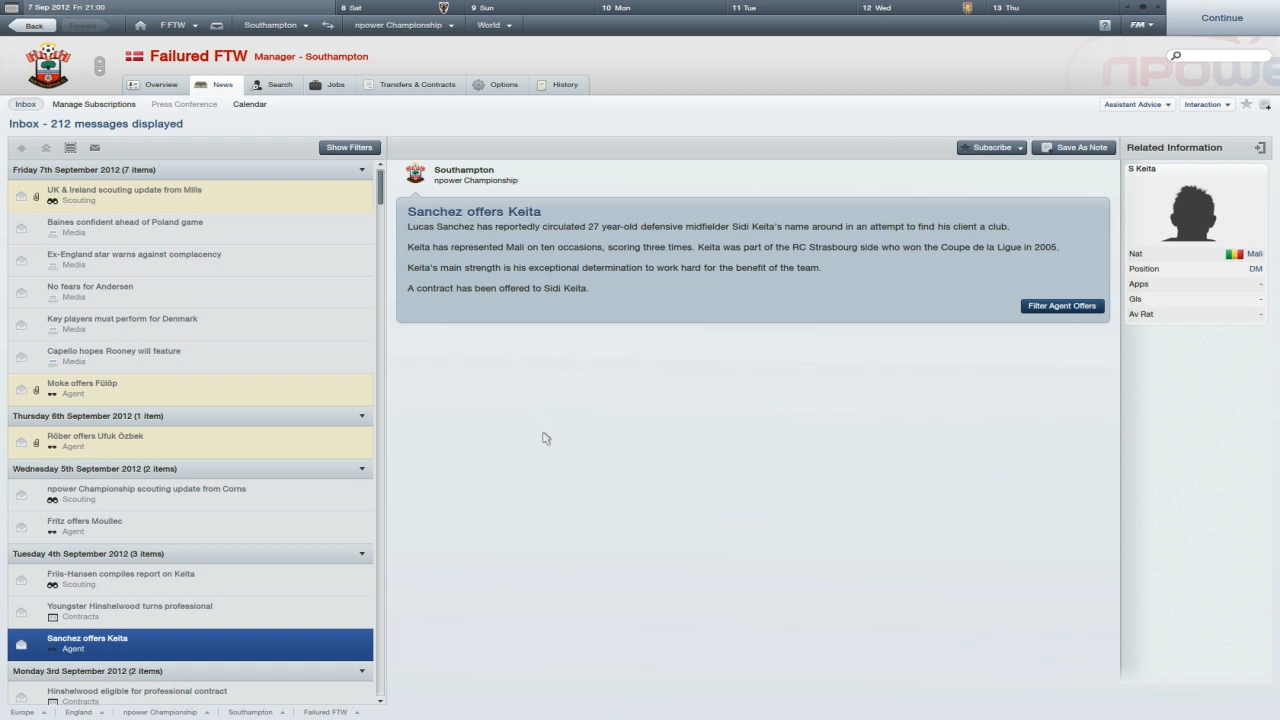 7 Sep 2012 Fri 21:00
8 Sat
9 Sun
10 Mon
11 Tue
12 Wed
13 Thu
Continue
Back
Forward
F FTW
Southampton
npower Championship
World
?
FM
Failured FTW
Manager - Southampton
npower
Overview
News
Search
Jobs
Transfers & Contracts
Options
History
Inbox
Manage Subscriptions
Press Conference
Calendar
Assistant Advice
Interaction
Inbox - 212 messages displayed
Show Filters
Subscribe
Save As Note
Related Information
Friday 7th September 2012 (7 items)
UK & Ireland scouting update from Mills
Scouting
Baines confident ahead of Poland game
Media
Ex-England star warns against complacency
Media
No fears for Andersen
Media
Key players must perform for Denmark
Media
Capello hopes Rooney will feature
Media
Moke offers Fülöp
Agent
Thursday 6th September 2012 (1 item)
Röber offers Ufuk Özbek
Agent
Wednesday 5th September 2012 (2 items)
npower Championship scouting update from Corns
Scouting
Fritz offers Moullec
Agent
Tuesday 4th September 2012 (3 items)
Friis-Hansen compiles report on Keita
Scouting
Youngster Hinshelwood turns professional
Contracts
Sanchez offers Keita
Agent
Monday 3rd September 2012 (2 items)
Hinshelwood eligible for professional contract
Contracts
Southampton
npower Championship
Sanchez offers Keita
Lucas Sanchez has reportedly circulated 27 year-old defensive midfielder Sidi Keita's name around in an attempt to find his client a club.
Keita has represented Mali on ten occasions, scoring three times. Keita was part of the RC Strasbourg side who won the Coupe de la Ligue in 2005.
Keita's main strength is his exceptional determination to work hard for the benefit of the team.
A contract has been offered to Sidi Keita.
Filter Agent Offers
S Keita
Nat Mali
Position DM
Apps -
Gls -
Av Rat -
Europe
England
npower Championship
Southampton
Failured FTW